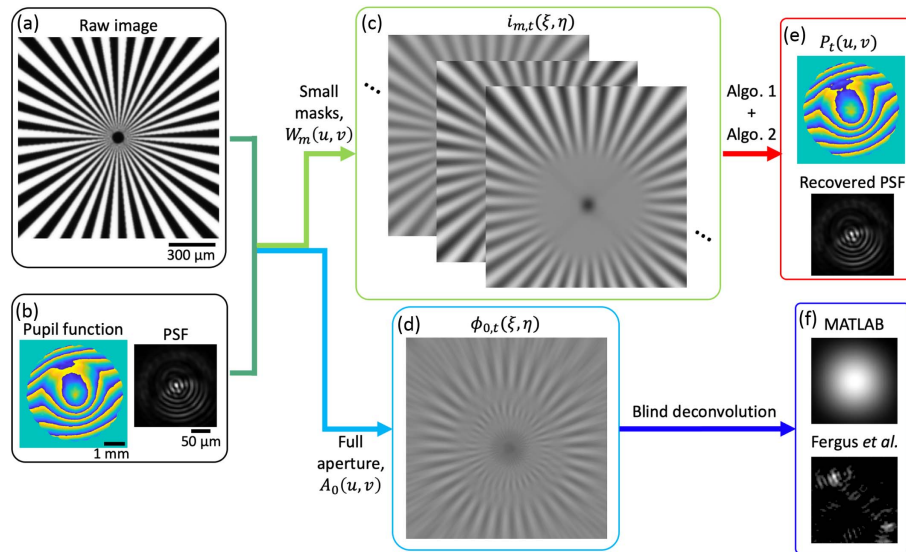 (a)
Raw image
300 μm
(b)
Pupil function
PSF
1 mm
50 μm
Small
masks,
W_m(u, v)
Full
aperture,
A_0(u, v)
(c)
i_{m,t}(ξ, η)
...
...
(d)
ϕ_{0,t}(ξ, η)
Algo. 1
+
Algo. 2
Blind deconvolution
(e)
P_t(u, v)
Recovered PSF
(f)
MATLAB
Fergus et al.